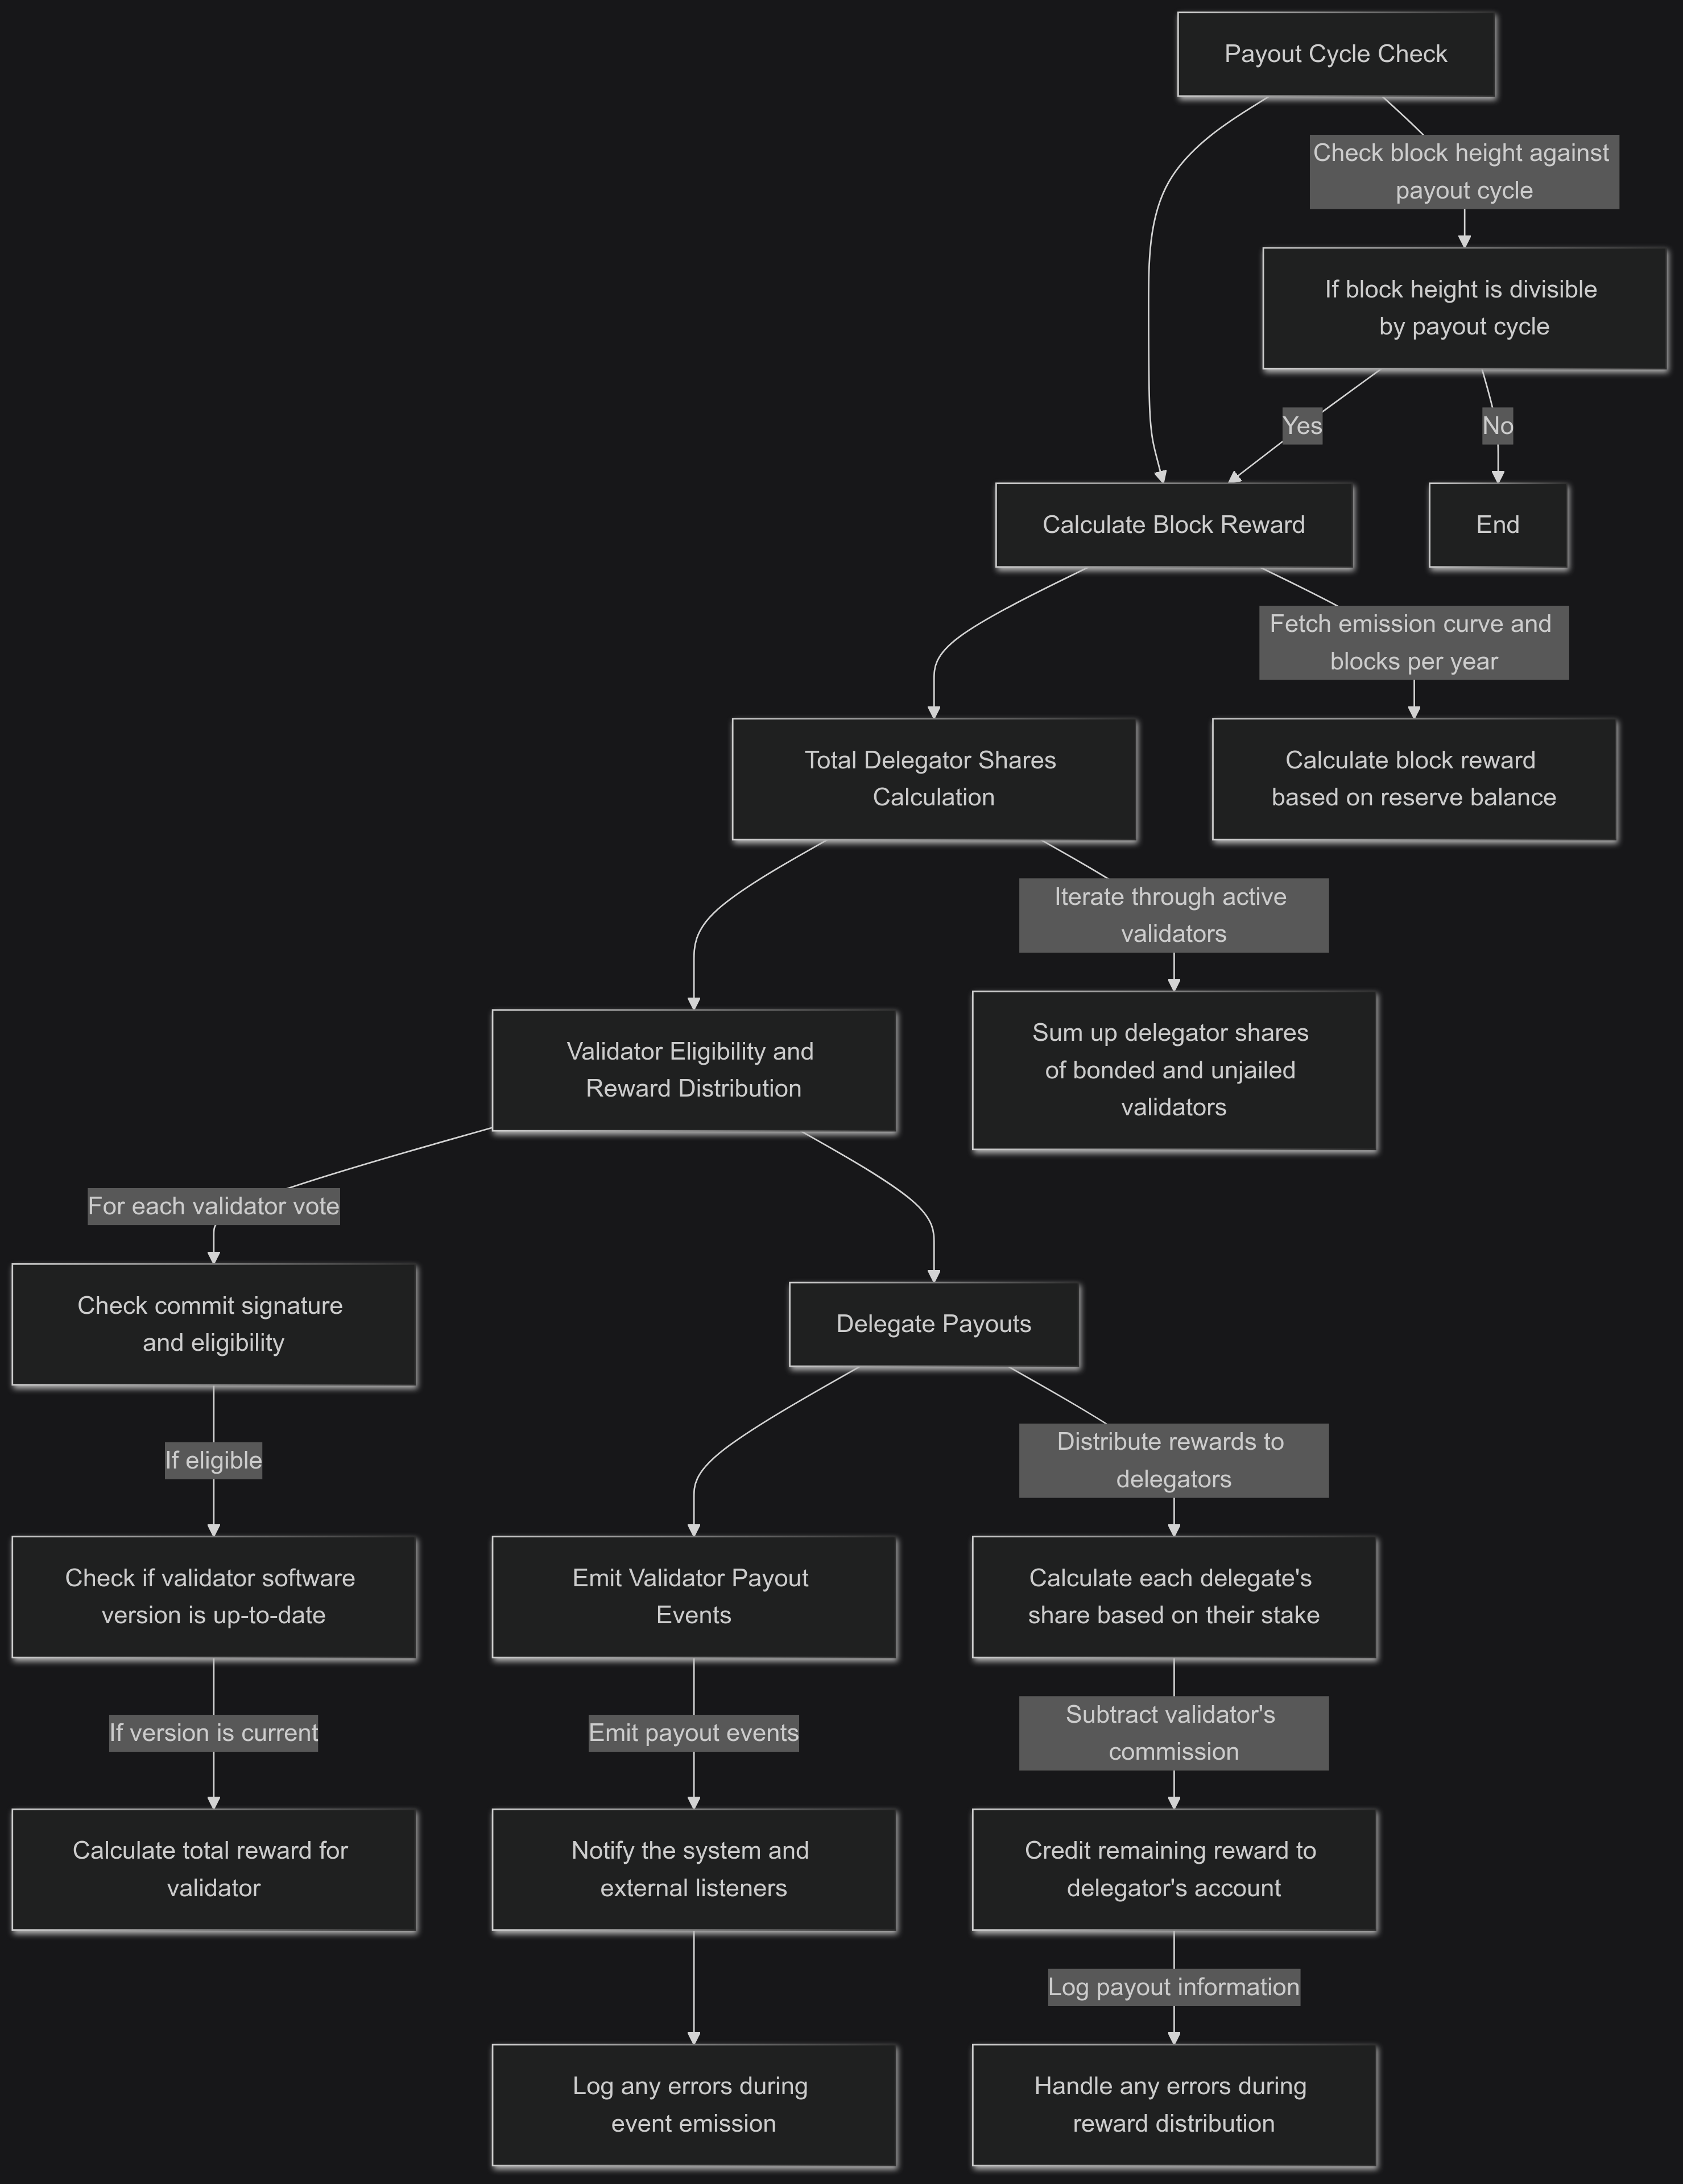 Payout Cycle Check
Check block height against
payout cycle
If block height is divisible
by payout cycle
Yes
No
Calculate Block Reward
End
Fetch emission curve and
blocks per year
Total Delegator Shares
Calculation
Calculate block reward
based on reserve balance
Iterate through active
validators
Validator Eligibility and
Reward Distribution
Sum up delegator shares
of bonded and unjailed
validators
For each validator vote
Check commit signature
and eligibility
Delegate Payouts
If eligible
Distribute rewards to
delegators
Check if validator software
version is up-to-date
Emit Validator Payout
Events
Calculate each delegate's
share based on their stake
If version is current
Emit payout events
Subtract validator's
commission
Calculate total reward for
validator
Notify the system and
external listeners
Credit remaining reward to
delegator's account
Log payout information
Log any errors during
event emission
Handle any errors during
reward distribution